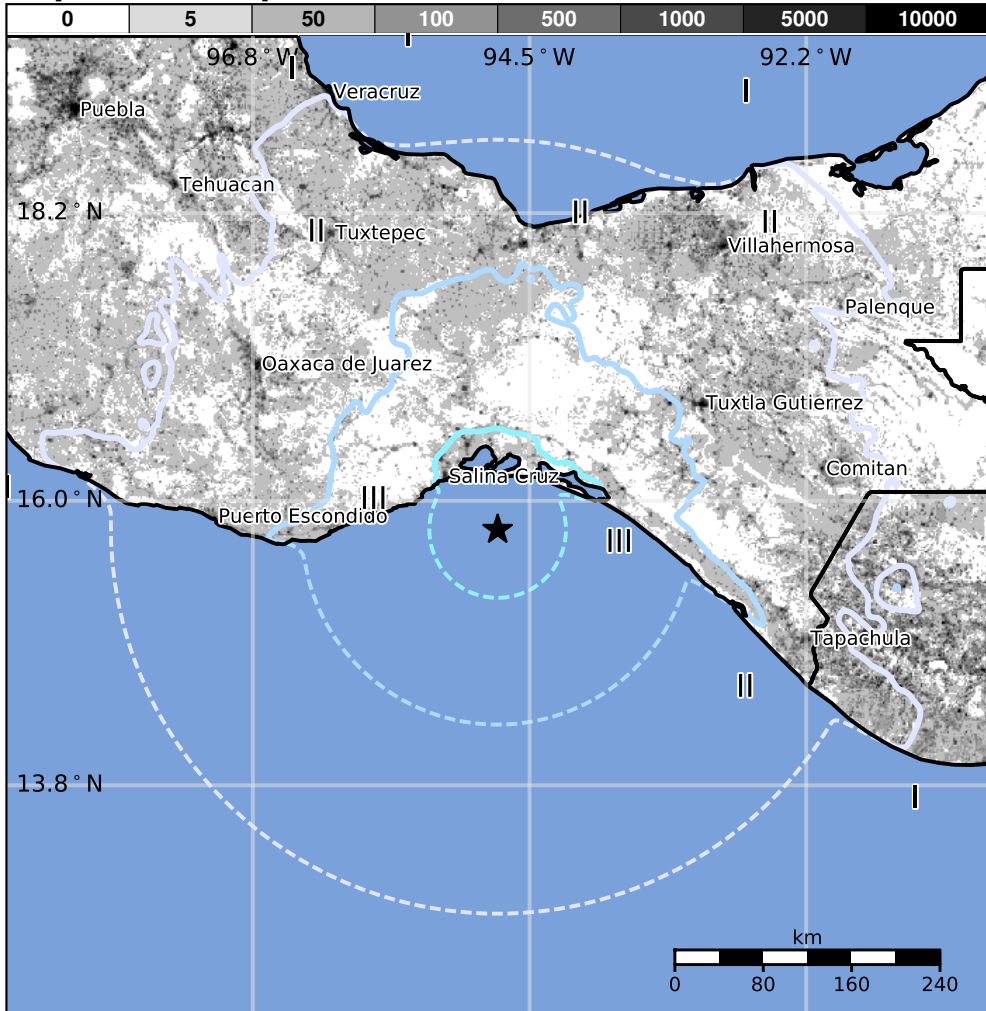 0 5 50 100 500 1000 5000 10000
96.8°W 94.5°W 92.2°W
I
I
I
Veracruz
Puebla
Tehuacan
18.2°N
II
II
II
Tuxtepec
Villahermosa
Palenque
Oaxaca de Juarez
Tuxtla Gutierrez
Comitan
Salina Cruz
I
16.0°N
III
Puerto Escondido
III
Tapachula
II
13.8°N
I
km
0 80 160 240